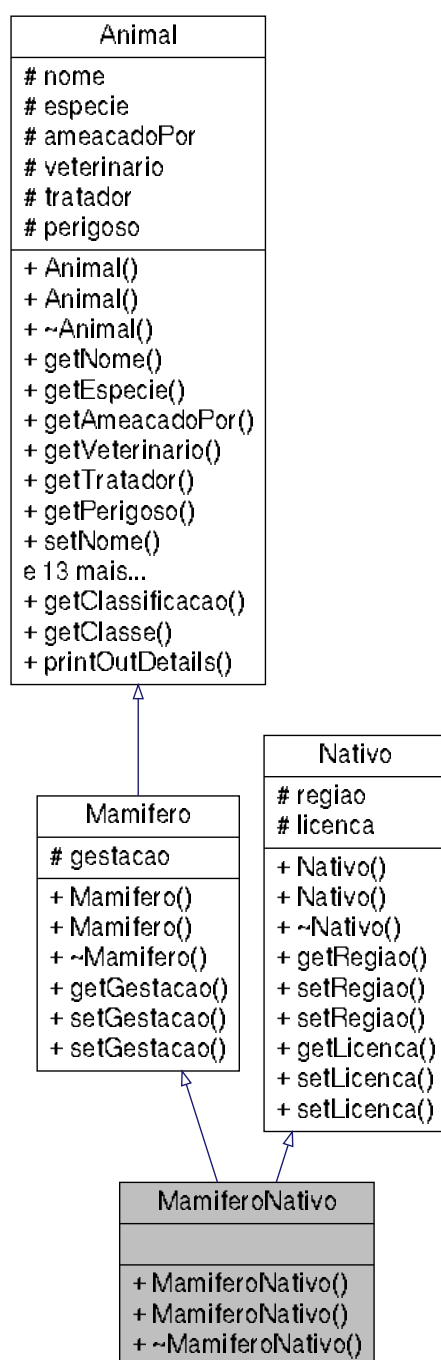 Animal
# nome
# especie
# ameacadoPor
# veterinario
# tratador
# perigoso
+ Animal()
+ Animal()
+ ~Animal()
+ getNome()
+ getEspecie()
+ getAmeacadoPor()
+ getVeterinario()
+ getTratador()
+ getPerigoso()
+ setNome()
e 13 mais...
+ getClassificacao()
+ getClasse()
+ printOutDetails()
Mamifero
# gestacao
+ Mamifero()
+ Mamifero()
+ ~Mamifero()
+ getGestacao()
+ setGestacao()
+ setGestacao()
Nativo
# regiao
# licenca
+ Nativo()
+ Nativo()
+ ~Nativo()
+ getRegiao()
+ setRegiao()
+ setRegiao()
+ getLicenca()
+ setLicenca()
+ setLicenca()
MamiferoNativo
+ MamiferoNativo()
+ MamiferoNativo()
+ ~MamiferoNativo()